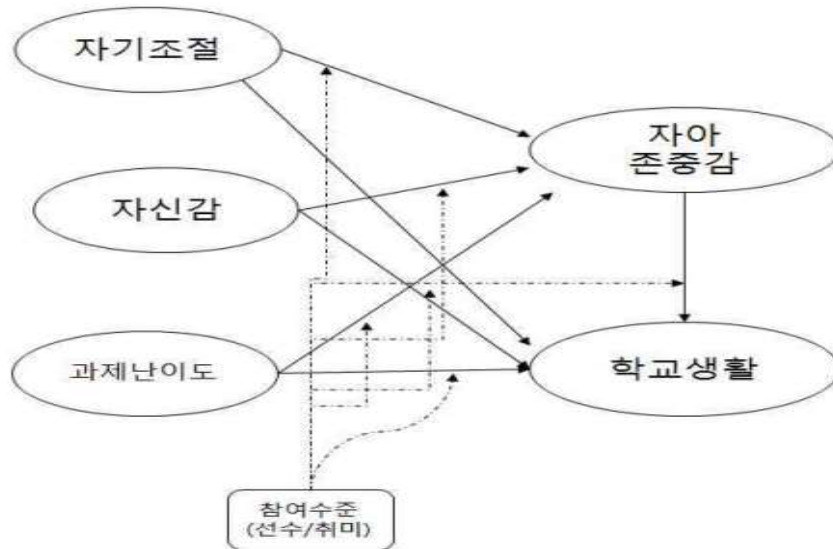 자기조절
자아
존중감
자신감
과제난이도
학교생활
참여수준
(선수/취미)